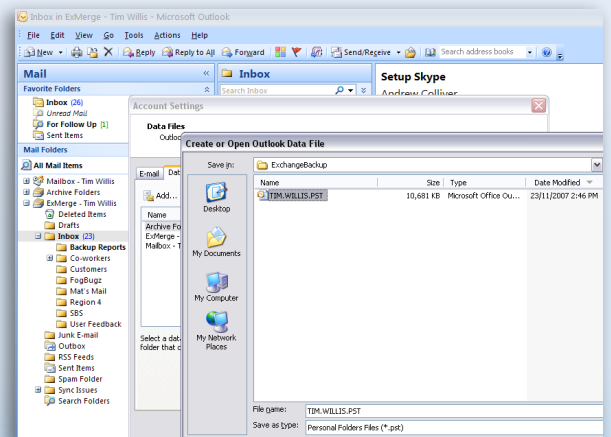 Inbox in ExMerge - Tim Willis - Microsoft Outlook
File Edit View Go Tools Actions Help
New Reply Reply to All Forward Send/Receive Search address books
Mail «
Favorite Folders
Inbox (26)
Unread Mail
For Follow Up [1]
Sent Items
Mail Folders
All Mail Items
Mailbox - Tim Willis
Archive Folders
ExMerge - Tim Willis
Deleted Items
Drafts
Inbox (23)
Backup Reports
Co-workers
Customers
FogBugz
Mat's Mail
Region 4
SBS
User Feedback
Junk E-mail
Outbox
RSS Feeds
Sent Items
Spam Folder
Sync Issues
Search Folders
Inbox
Search Inbox
Setup Skype
Andrew Colliver
Account Settings
Data Files
Outloo
E-mail Dat
Add...
Name
Archive Fo
ExMerge -
Mailbox - T
Select a dat
folder that c
Create or Open Outlook Data File
Save in: ExchangeBackup
Name Size Type Date Modified
TIM.WILLIS.PST 10,681 KB Microsoft Office Ou... 23/11/2007 2:46 PM
Desktop
My Documents
My Computer
My Network
Places
File name: TIM.WILLIS.PST
Save as type: Personal Folders Files (*.pst)